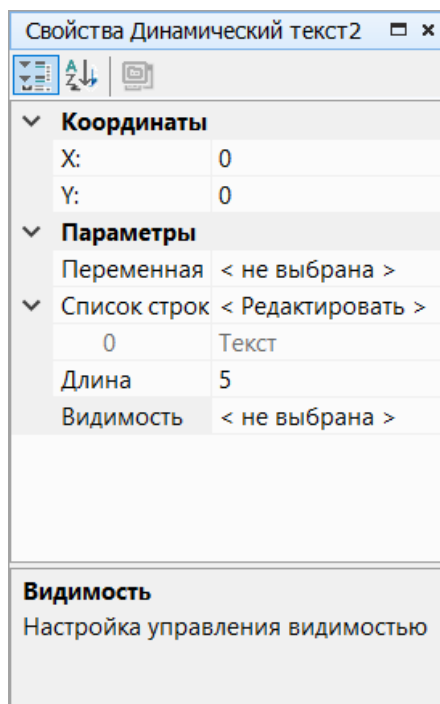 Свойства Динамический текст2
Координаты
X: 0
Y: 0
Параметры
Переменная < не выбрана >
Список строк < Редактировать >
0 Текст
Длина 5
Видимость < не выбрана >
Видимость
Настройка управления видимостью